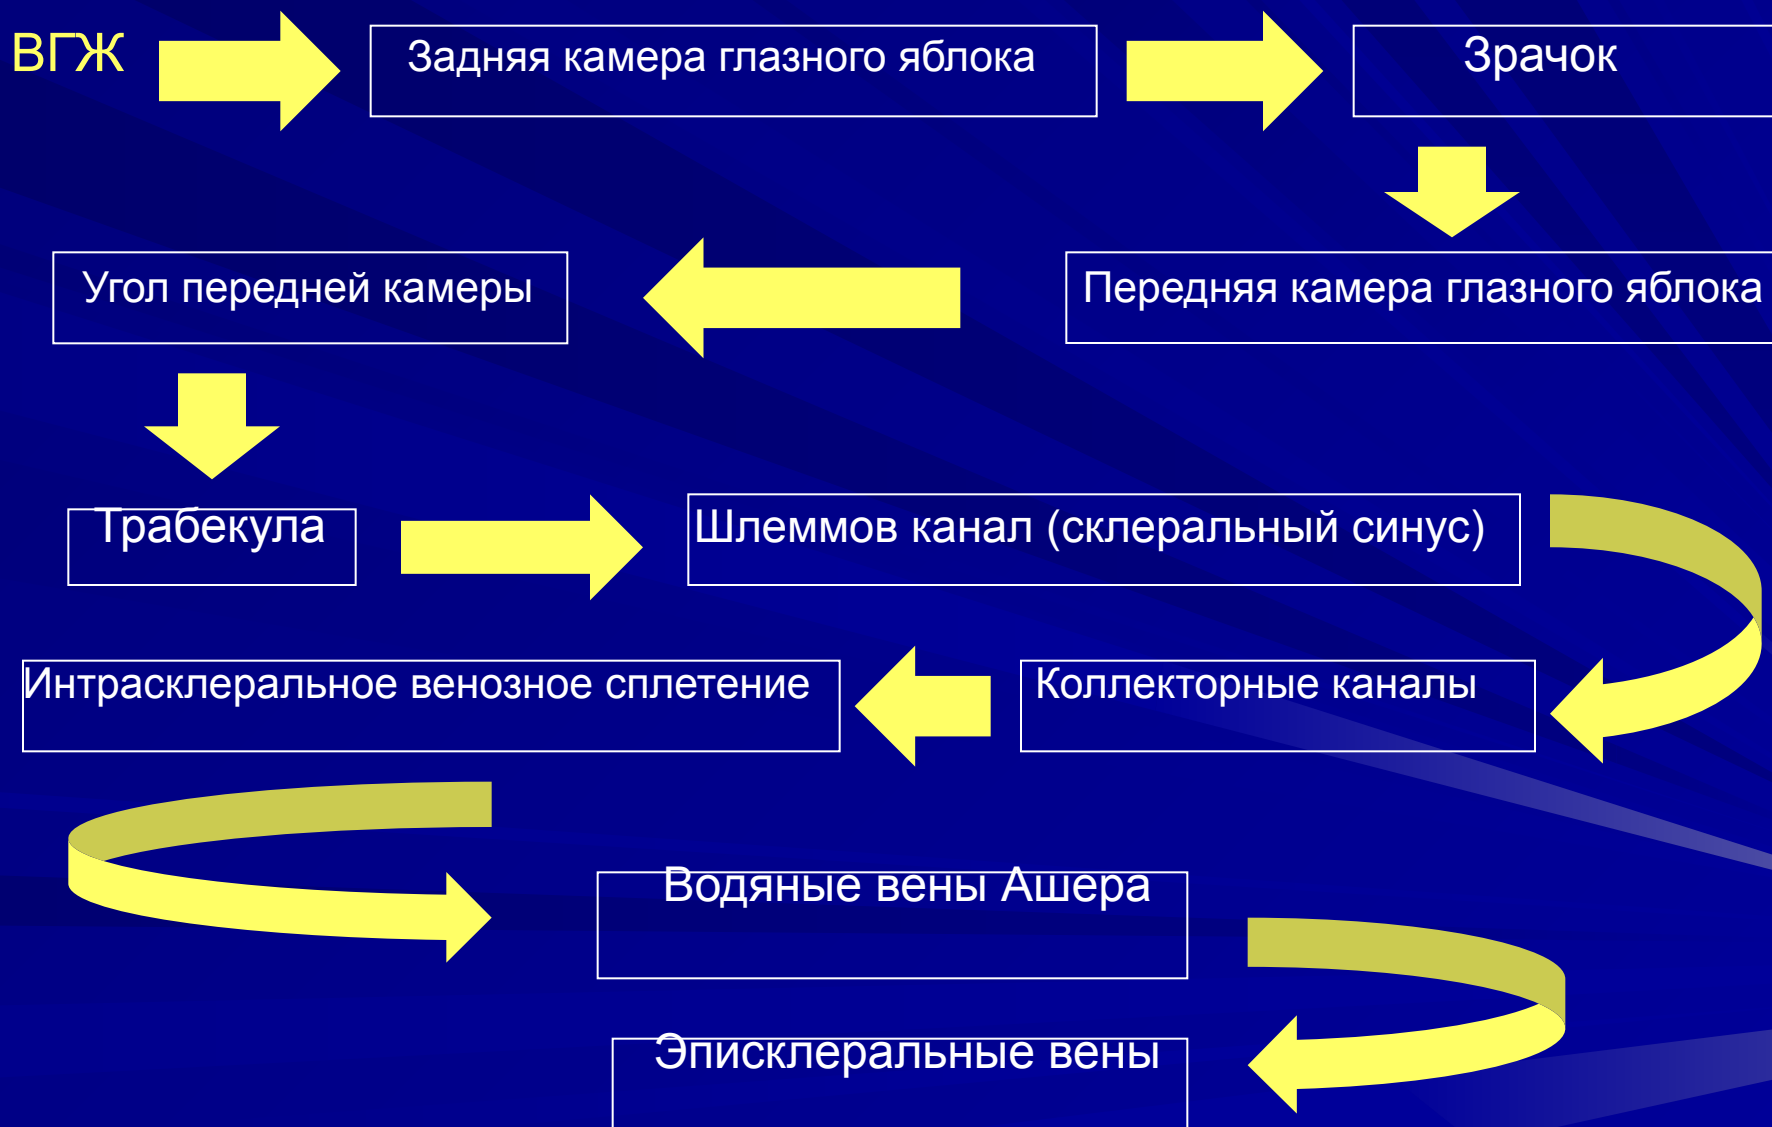 ВГЖ
Задняя камера глазного яблока
Зрачок
Передняя камера глазного яблока
Угол передней камеры
Трабекула
Шлеммов канал (склеральный синус)
Коллекторные каналы
Интрасклеральное венозное сплетение
Водяные вены Ашера
Эписклеральные вены